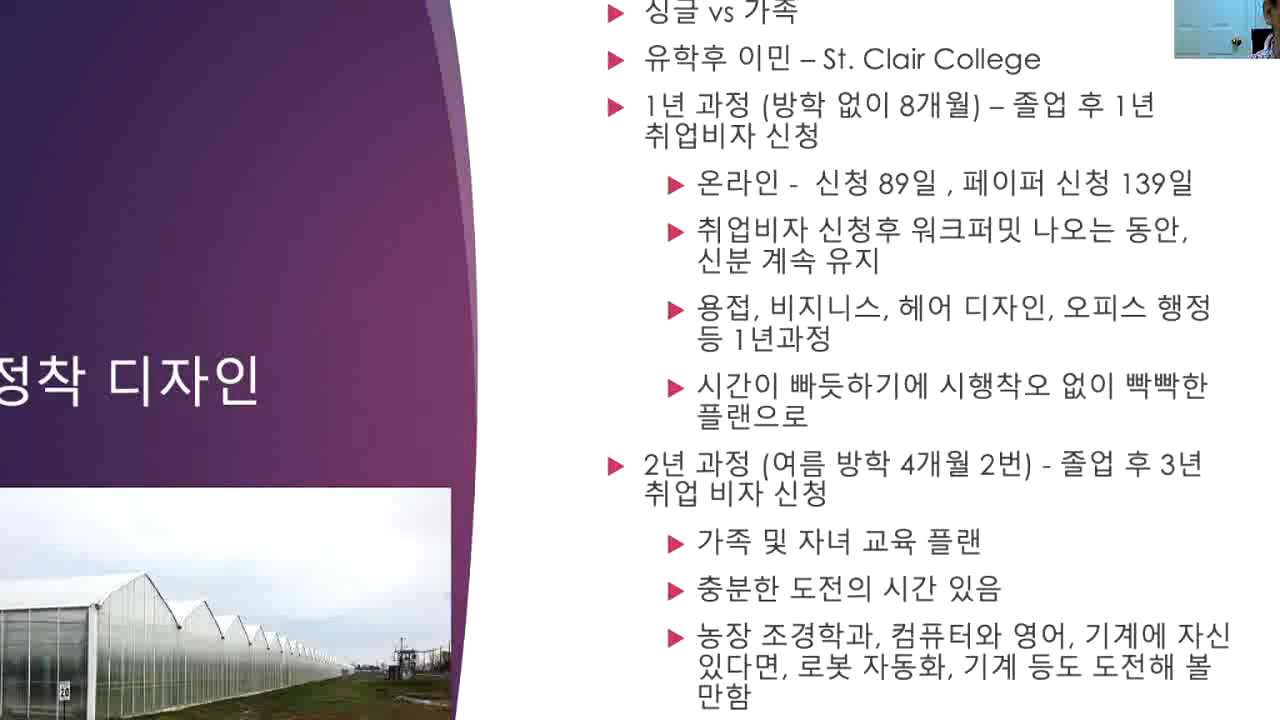 싱글 vs 가족
유학후 이민 – St. Clair College
1년 과정 (방학 없이 8개월) – 졸업 후 1년
취업비자 신청
온라인 - 신청 89일 , 페이퍼 신청 139일
취업비자 신청후 워크퍼밋 나오는 동안,
신분 계속 유지
용접, 비지니스, 헤어 디자인, 오피스 행정
등 1년과정
시간이 빠듯하기에 시행착오 없이 빡빡한
플랜으로
2년 과정 (여름 방학 4개월 2번) - 졸업 후 3년
취업 비자 신청
가족 및 자녀 교육 플랜
충분한 도전의 시간 있음
농장 조경학과, 컴퓨터와 영어, 기계에 자신
있다면, 로봇 자동화, 기계 등도 도전해 볼
만함
정착 디자인
20